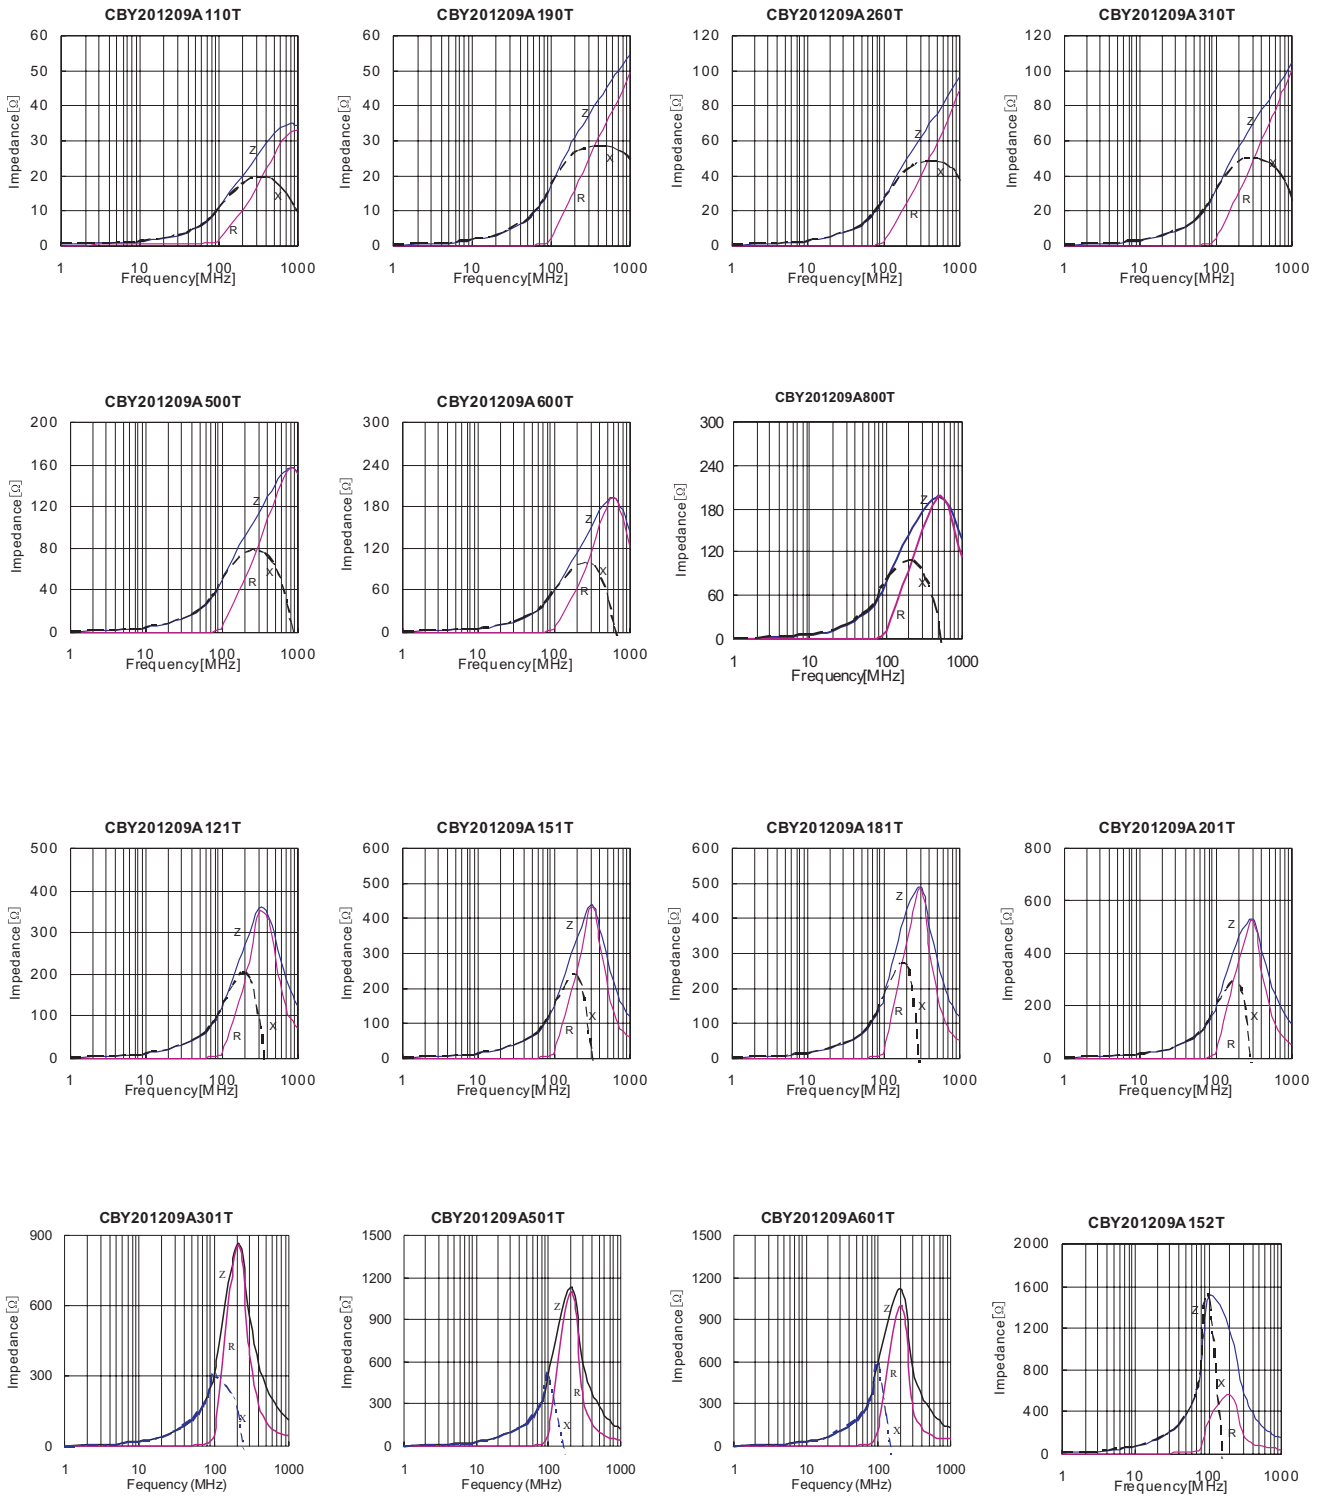 CBY201209A110T
60
50
40
30
20
10
0
Impedance[Ω]
Z
X
R
1 10 100 1000
Frequency[MHz]
CBY201209A190T
60
50
40
30
20
10
0
Impedance[Ω]
Z
X
R
1 10 100 1000
Frequency[MHz]
CBY201209A260T
120
100
80
60
40
20
0
Impedance[Ω]
Z
X
R
1 10 100 1000
Frequency[MHz]
CBY201209A310T
120
100
80
60
40
20
0
Impedance[Ω]
Z
X
R
1 10 100 1000
Frequency[MHz]
CBY201209A500T
200
160
120
80
40
0
Impedance[Ω]
Z
X
R
1 10 100 1000
Frequency[MHz]
CBY201209A600T
300
240
180
120
60
0
Impedance[Ω]
Z
X
R
1 10 100 1000
Frequency[MHz]
CBY201209A800T
300
240
180
120
60
0
Impedance[Ω]
Z
X
R
1 10 100 1000
Frequency[MHz]
CBY201209A121T
500
400
300
200
100
0
Impedance[Ω]
Z
X
R
1 10 100 1000
Frequency[MHz]
CBY201209A151T
600
500
400
300
200
100
0
Impedance[Ω]
Z
X
R
1 10 100 1000
Frequency[MHz]
CBY201209A181T
600
500
400
300
200
100
0
Impedance[Ω]
Z
R
X
1 10 100 1000
Frequency[MHz]
CBY201209A201T
800
600
400
200
0
Impedance[Ω]
Z
X
R
1 10 100 1000
Frequency[MHz]
CBY201209A301T
900
600
300
0
Impedance[Ω]
Z
R
X
1 10 100 1000
Fequency (MHz)
CBY201209A501T
1500
1200
900
600
300
0
Impedance[Ω]
Z
R
X
1 10 100 1000
Fequency (MHz)
CBY201209A601T
1500
1200
900
600
300
0
Impedance[Ω]
Z
R
X
1 10 100 1000
Fequency (MHz)
CBY201209A152T
2000
1600
1200
800
400
0
Impedance[Ω]
Z
X
R
1 10 100 1000
Frequency[MHz]